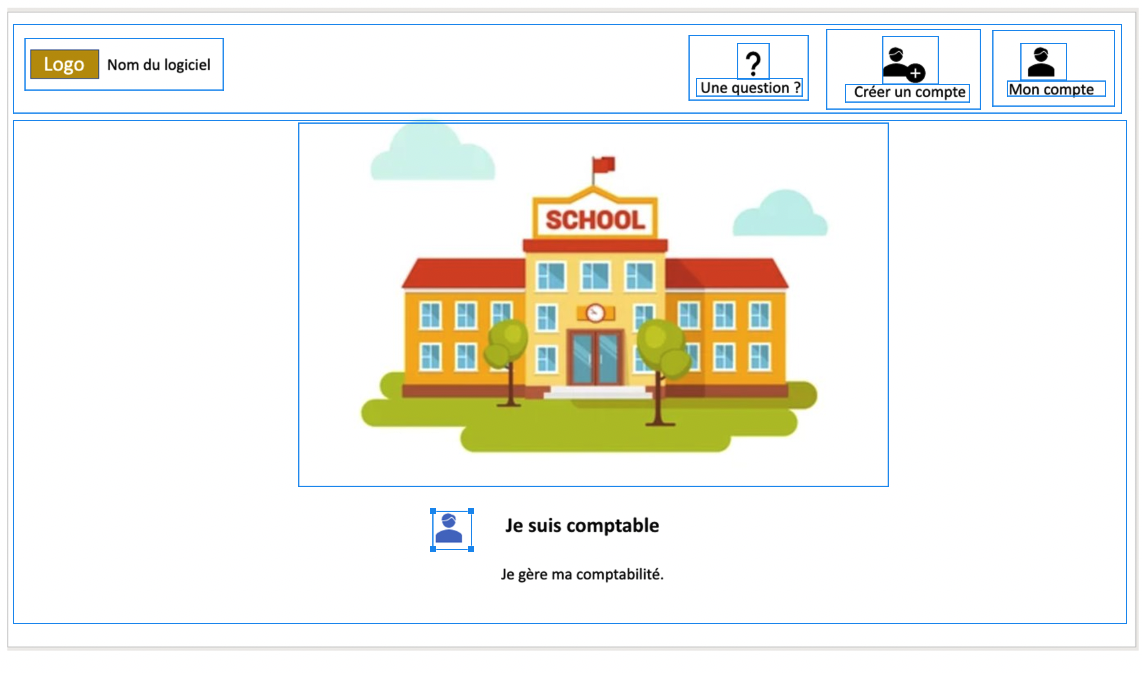 Logo
Nom du logiciel
?
Une question ?
Créer un compte
Mon compte
SCHOOL
Je suis comptable
Je gère ma comptabilité.